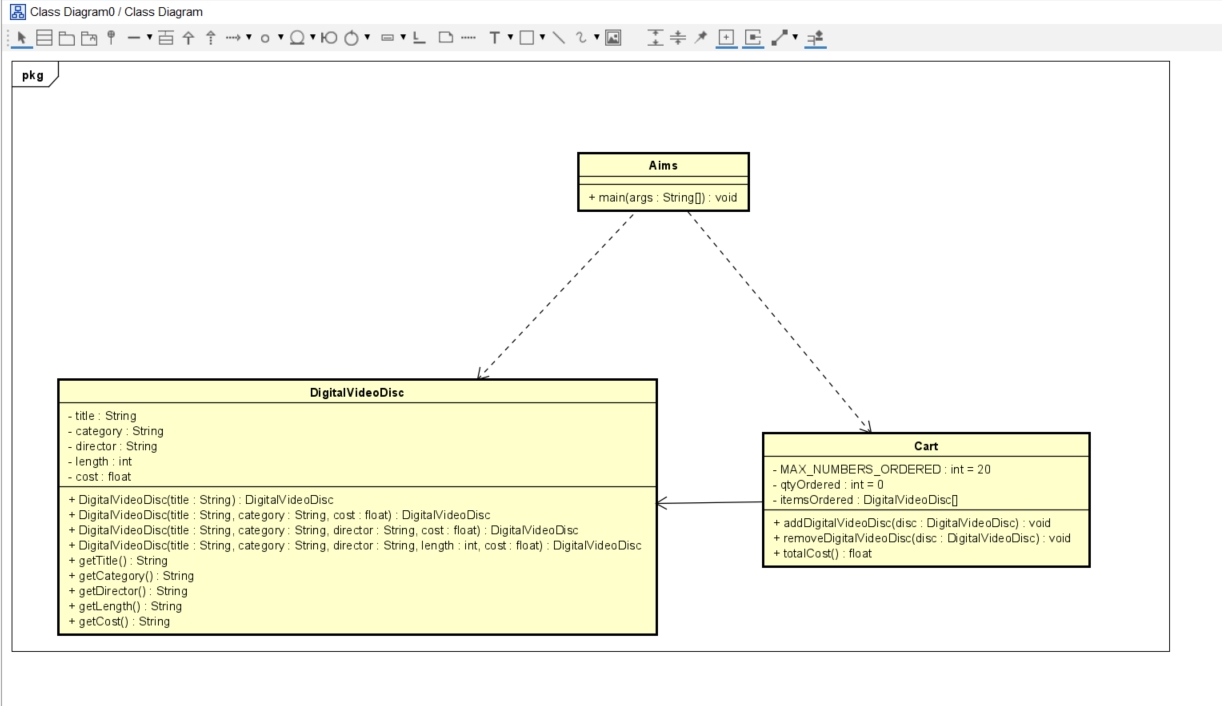 Class Diagram0 / Class Diagram
pkg
Aims
+ main(args : String[]) : void
DigitalVideoDisc
- title : String
- category : String
- director : String
- length : int
- cost : float
+ DigitalVideoDisc(title : String) : DigitalVideoDisc
+ DigitalVideoDisc(title : String, category : String, cost : float) : DigitalVideoDisc
+ DigitalVideoDisc(title : String, category : String, director : String, cost : float) : DigitalVideoDisc
+ DigitalVideoDisc(title : String, category : String, director : String, length : int, cost : float) : DigitalVideoDisc
+ getTitle() : String
+ getCategory() : String
+ getDirector() : String
+ getLength() : String
+ getCost() : String
Cart
- MAX_NUMBERS_ORDERED : int = 20
- qtyOrdered : int = 0
- itemsOrdered : DigitalVideoDisc[]
+ addDigitalVideoDisc(disc : DigitalVideoDisc) : void
+ removeDigitalVideoDisc(disc : DigitalVideoDisc) : void
+ totalCost() : float